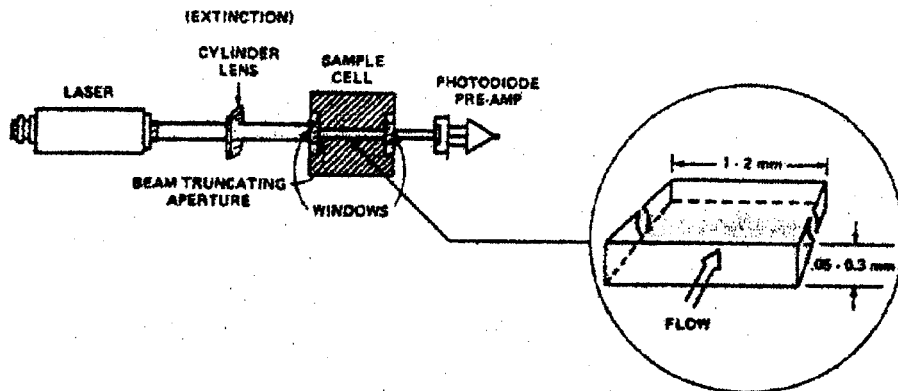 (EXTINCTION)
CYLINDER
LENS
SAMPLE
CELL
PHOTODIODE
PRE-AMP
LASER
BEAM TRUNCATING
APERTURE
WINDOWS
1 - 2 mm
.05 - 0.3 mm
FLOW